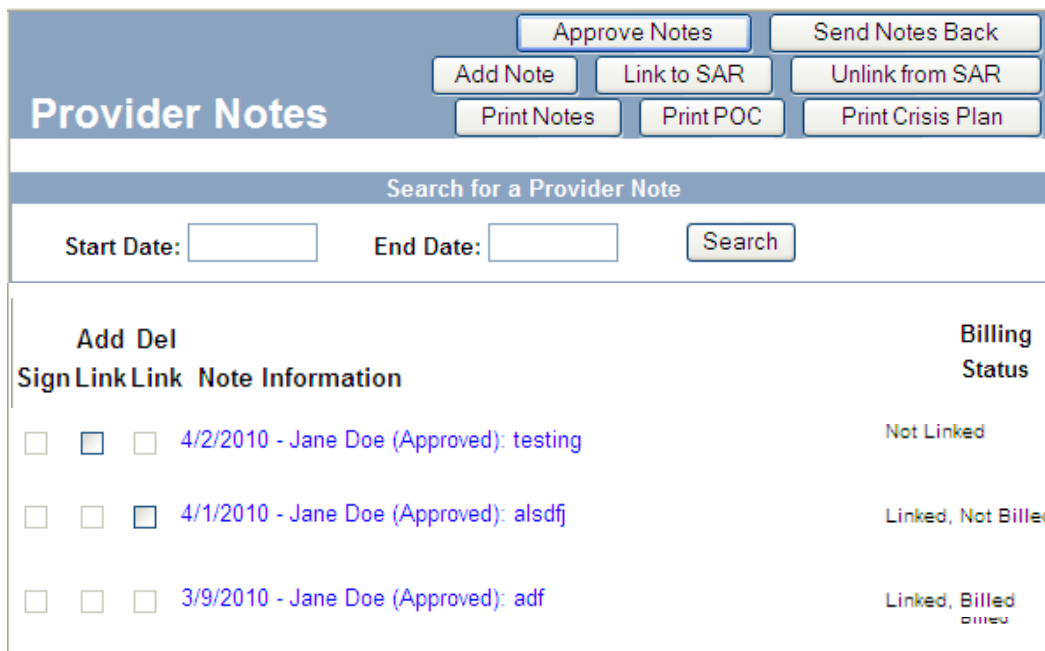 Approve Notes Send Notes Back
Add Note Link to SAR Unlink from SAR
Provider Notes Print Notes Print POC Print Crisis Plan
Search for a Provider Note
Start Date: End Date: Search
Add Del Billing
Sign Link Link Note Information Status
4/2/2010 - Jane Doe (Approved): testing Not Linked
4/1/2010 - Jane Doe (Approved): alsdfj Linked, Not Billed
3/9/2010 - Jane Doe (Approved): adf Linked, Billed
Billed